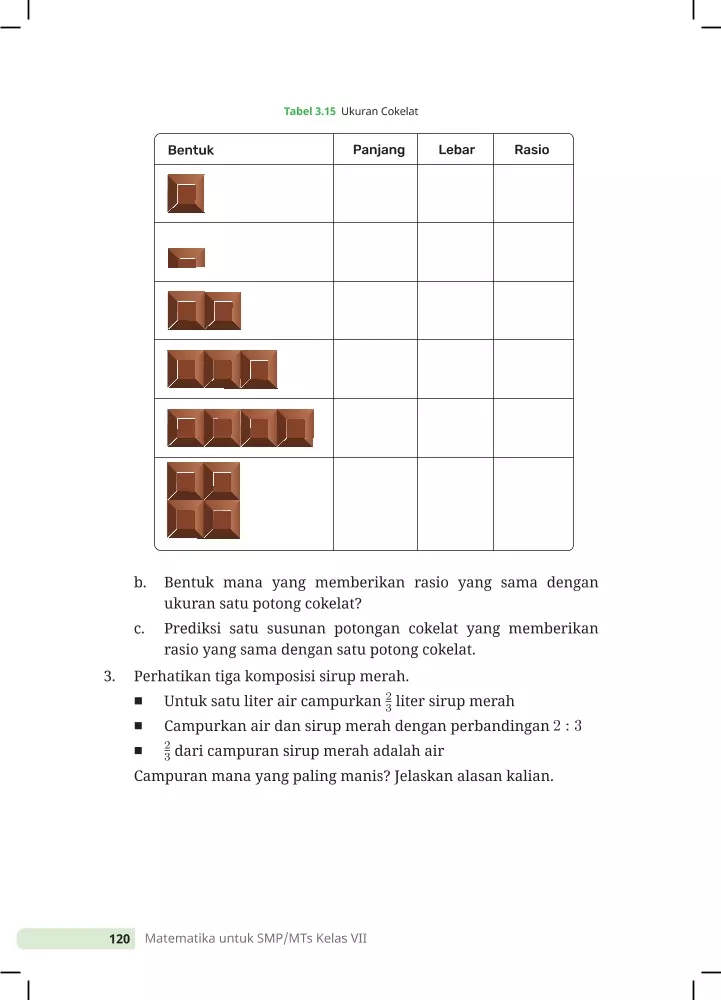 Tabel 3.15 Ukuran Cokelat
Bentuk Panjang Lebar Rasio
b. Bentuk mana yang memberikan rasio yang sama dengan
ukuran satu potong cokelat?
c. Prediksi satu susunan potongan cokelat yang memberikan
rasio yang sama dengan satu potong cokelat.
3. Perhatikan tiga komposisi sirup merah.
■ Untuk satu liter air campurkan 2/3 liter sirup merah
■ Campurkan air dan sirup merah dengan perbandingan 2 : 3
■ 2/3 dari campuran sirup merah adalah air
Campuran mana yang paling manis? Jelaskan alasan kalian.
120 Matematika untuk SMP/MTs Kelas VII